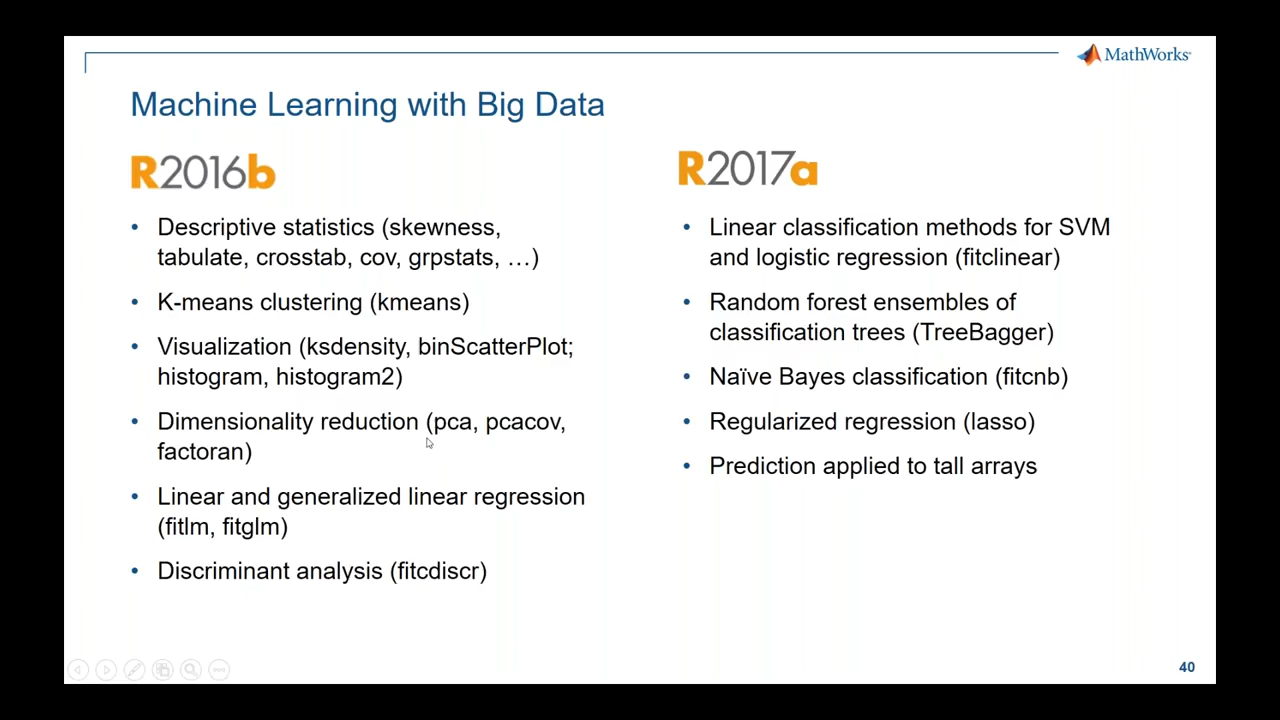 MathWorks®
Machine Learning with Big Data
R2016b
• Descriptive statistics (skewness,
tabulate, crosstab, cov, grpstats, …)
• K-means clustering (kmeans)
• Visualization (ksdensity, binScatterPlot;
histogram, histogram2)
• Dimensionality reduction (pca, pcacov,
factoran)
• Linear and generalized linear regression
(fitlm, fitglm)
• Discriminant analysis (fitcdiscr)
R2017a
• Linear classification methods for SVM
and logistic regression (fitclinear)
• Random forest ensembles of
classification trees (TreeBagger)
• Naïve Bayes classification (fitcnb)
• Regularized regression (lasso)
• Prediction applied to tall arrays
40